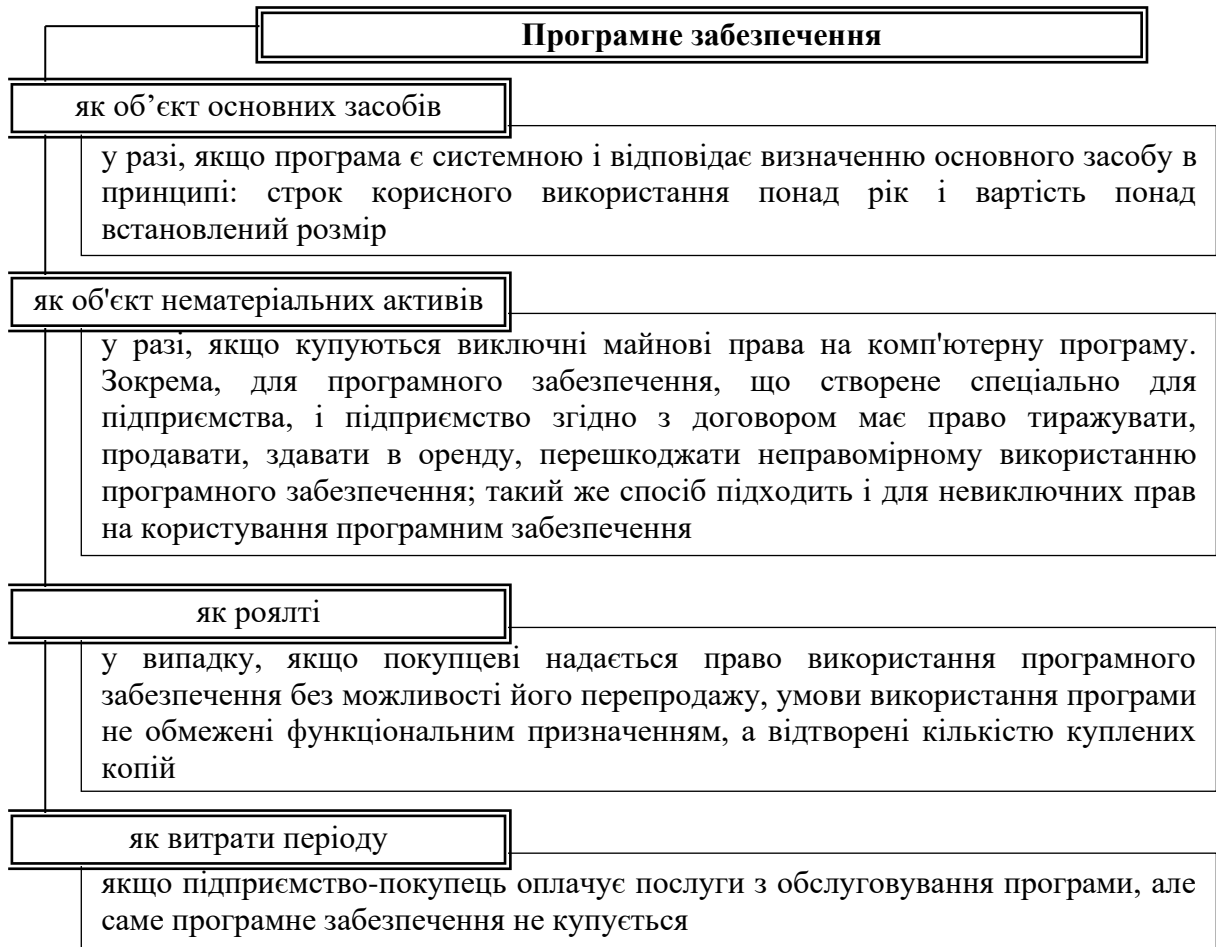 Програмне забезпечення
як об’єкт основних засобів
у разі, якщо програма є системною і відповідає визначенню основного засобу в
принципі: строк корисного використання понад рік і вартість понад
встановлений розмір
як об'єкт нематеріальних активів
у разі, якщо купуються виключні майнові права на комп'ютерну програму.
Зокрема, для програмного забезпечення, що створене спеціально для
підприємства, і підприємство згідно з договором має право тиражувати,
продавати, здавати в оренду, перешкоджати неправомірному використанню
програмного забезпечення; такий же спосіб підходить і для невиключних прав
на користування програмним забезпечення
як роялті
у випадку, якщо покупцеві надається право використання програмного
забезпечення без можливості його перепродажу, умови використання програми
не обмежені функціональним призначенням, а відтворені кількістю куплених
копій
як витрати періоду
якщо підприємство-покупець оплачує послуги з обслуговування програми, але
саме програмне забезпечення не купується